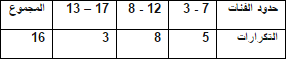 حدود الفئات 3 - 7 8 - 12 13 – 17 المجموع
التكرارات 5 8 3 16